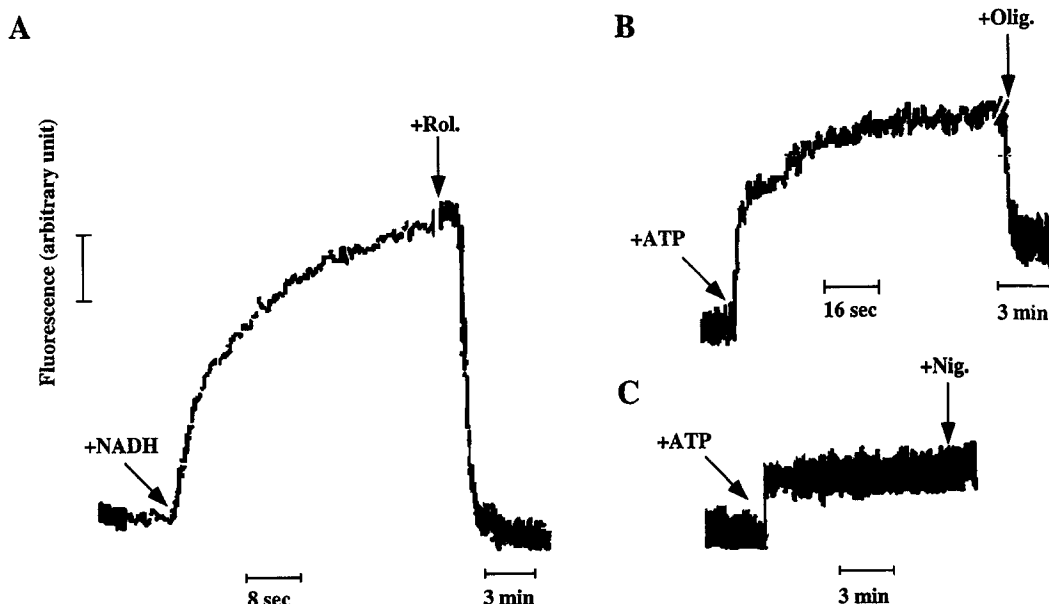 A
Fluorescence (arbitrary unit)
+Rol.
+NADH
8 sec
3 min
B
+Olig.
+ATP
16 sec
3 min
C
+Nig.
+ATP
3 min